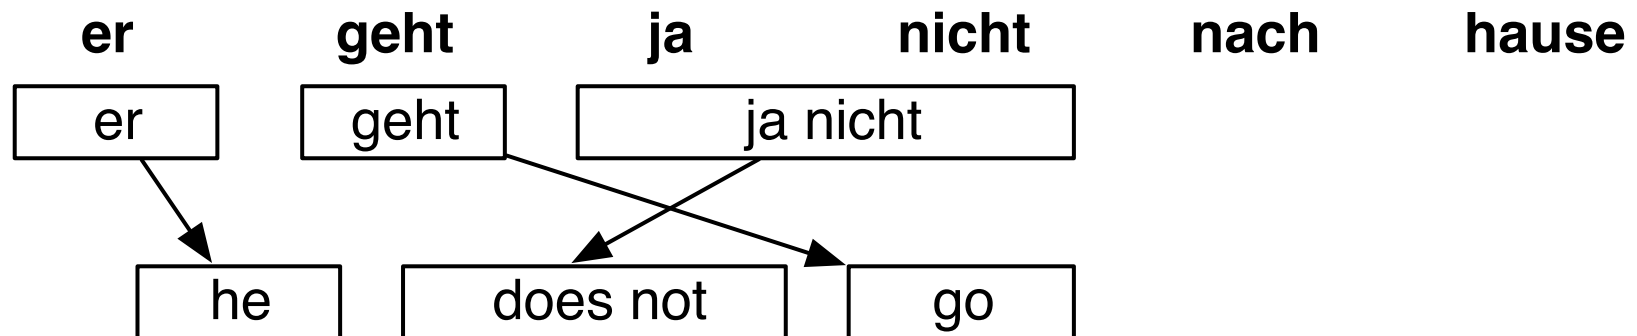 er geht ja nicht nach hause
er geht ja nicht
he does not go